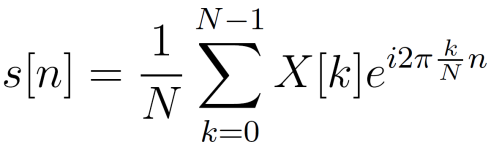 s[n] = \frac{1}{N} \sum_{k=0}^{N-1} X[k] e^{i2\pi \frac{k}{N} n}